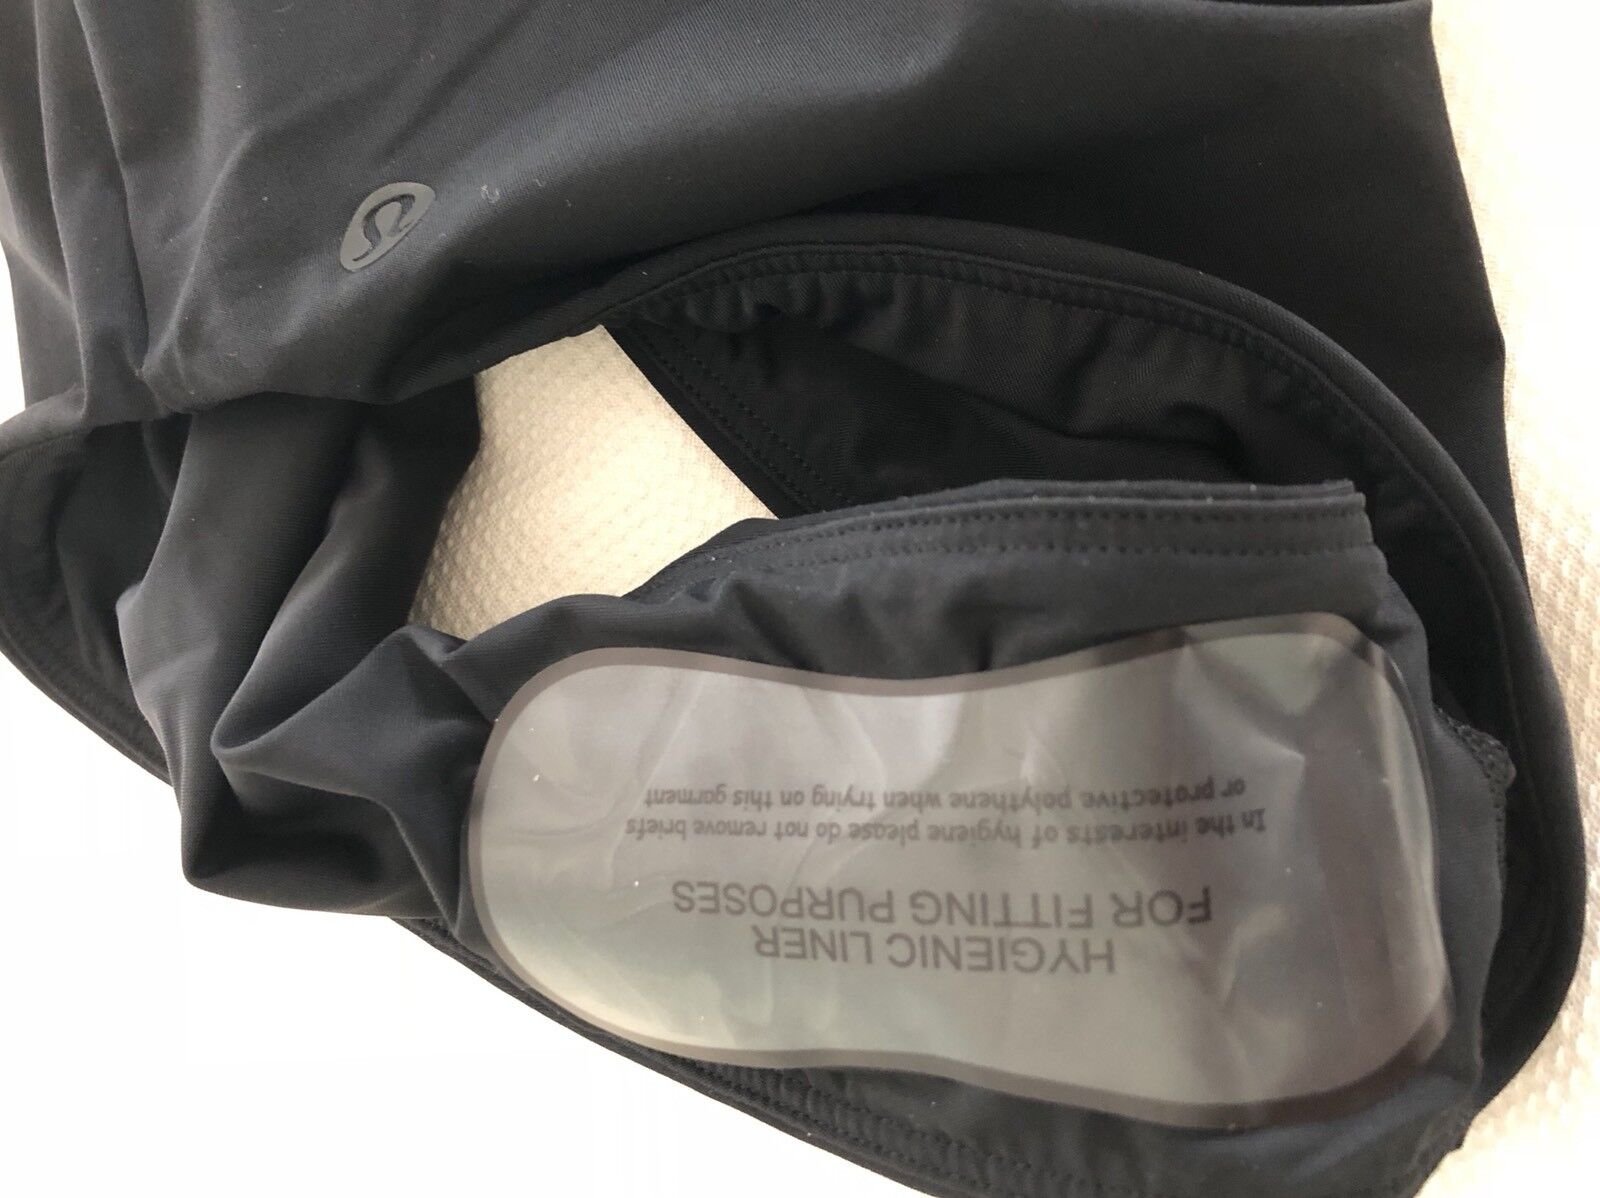 HYGIENIC LINER
FOR FITTING PURPOSES
In the interests of hygiene please do not remove briefs
or protective polythene when trying on this garment